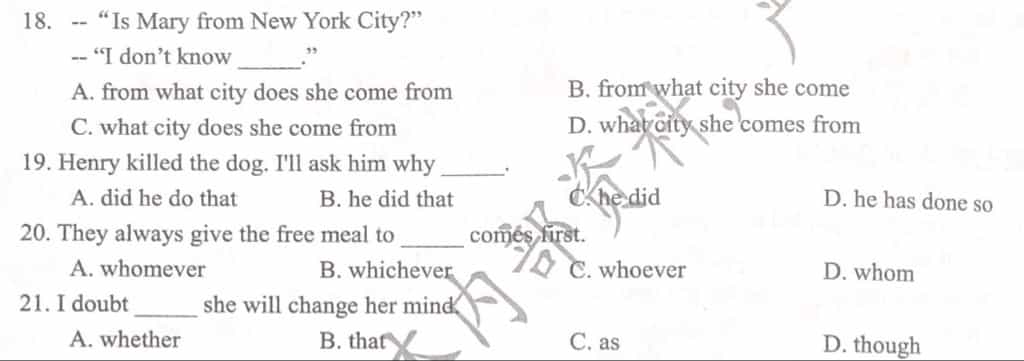 18. -- “Is Mary from New York City?”
-- “I don’t know ______.”
A. from what city does she come from B. from what city she come
C. what city does she come from D. what city she comes from
19. Henry killed the dog. I'll ask him why ______.
A. did he do that B. he did that C. he did D. he has done so
20. They always give the free meal to ______ comes first.
A. whomever B. whichever C. whoever D. whom
21. I doubt ______ she will change her mind.
A. whether B. that C. as D. though
内部资料,